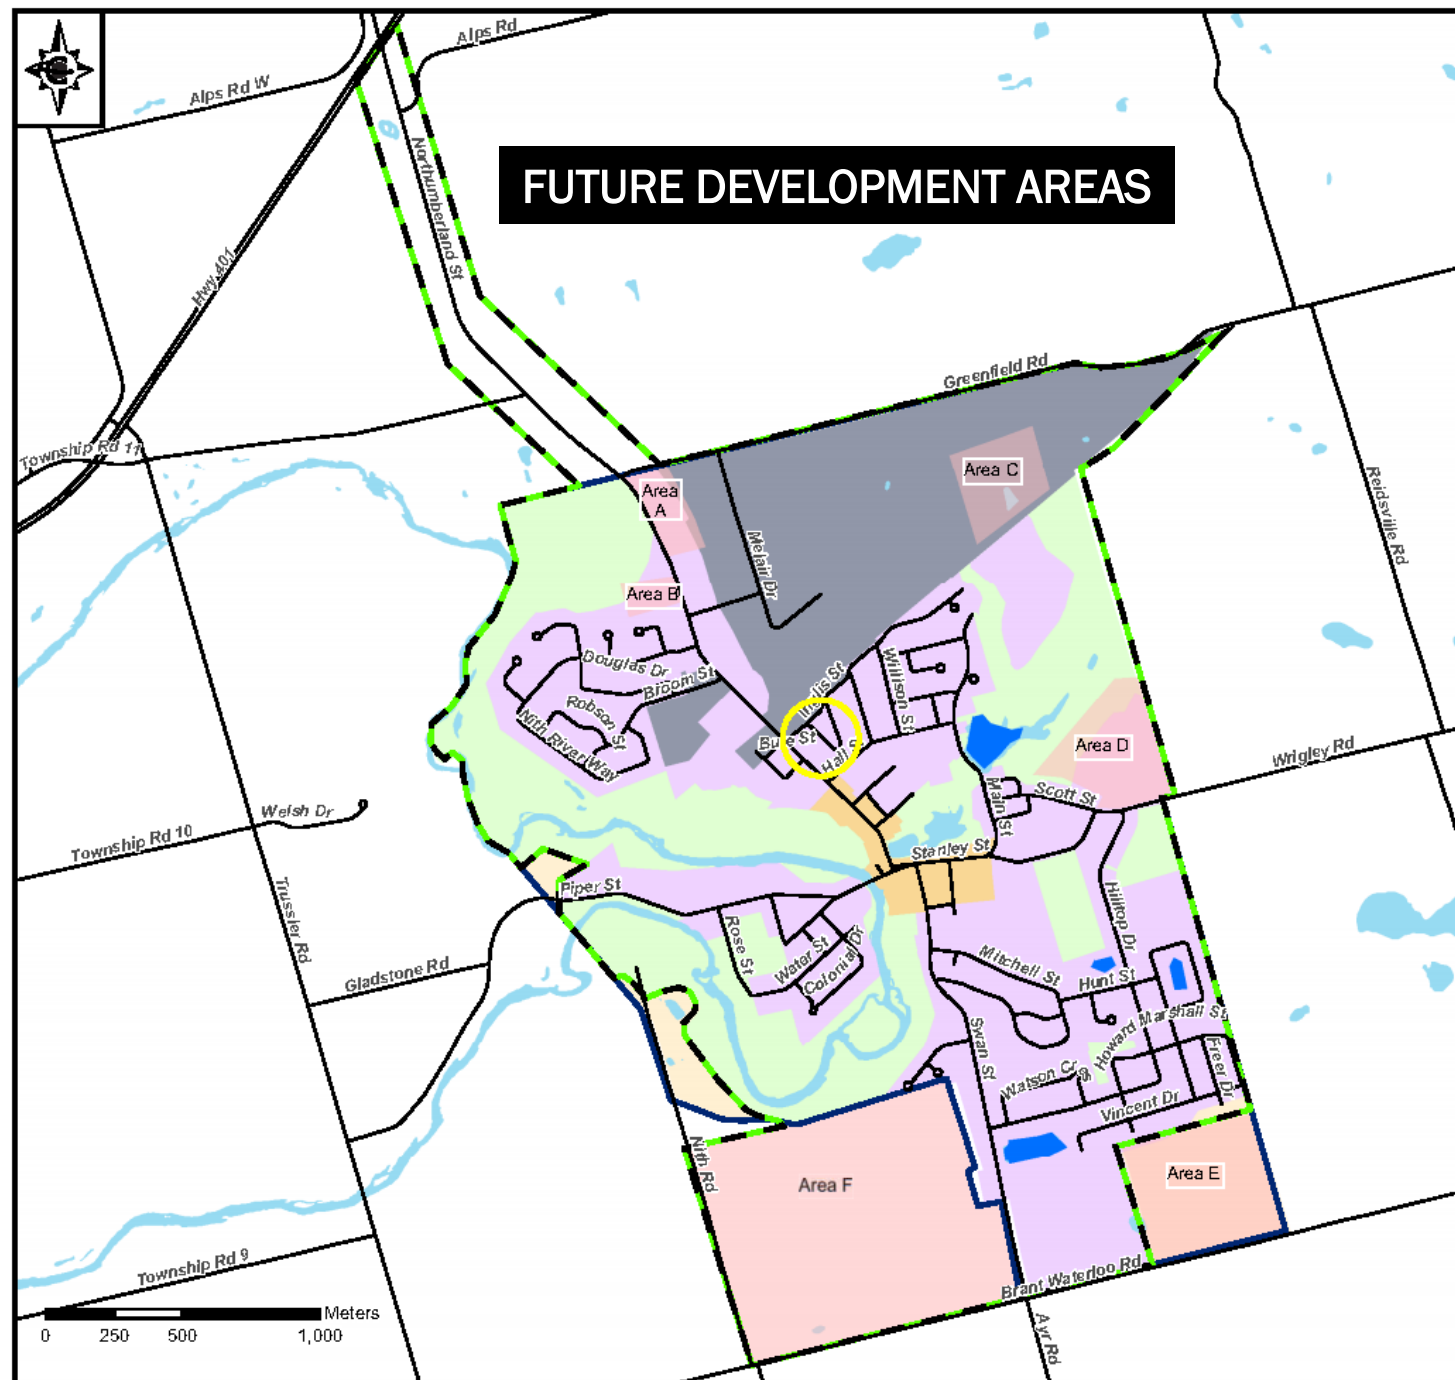 Alps Rd
Alps Rd W
Northumberland St
FUTURE DEVELOPMENT AREAS
Hwy 401
Greenfield Rd
Township Rd 11
Area C
Area
A
Reidsville Rd
Melair Dr
Area B
Douglas Dr
Broom St
Inglis St
Willison St
Robson St
Nith River Way
Hall
Area D
Wrigley Rd
Main St
Scott St
Welsh Dr
Township Rd 10
Stanley St
Piper St
Trussler Rd
Hilltop Dr
Rose St
Water St
Colonial Dr
Mitchell St
Gladstone Rd
Hunt St
Howard Marshall St
Swan St
Freer Dr
Watson Cr
Vincent Dr
Nith Rd
Area F
Area E
Township Rd 9
Brant Waterloo Rd
Ayr Rd
Meters
0 250 500 1,000